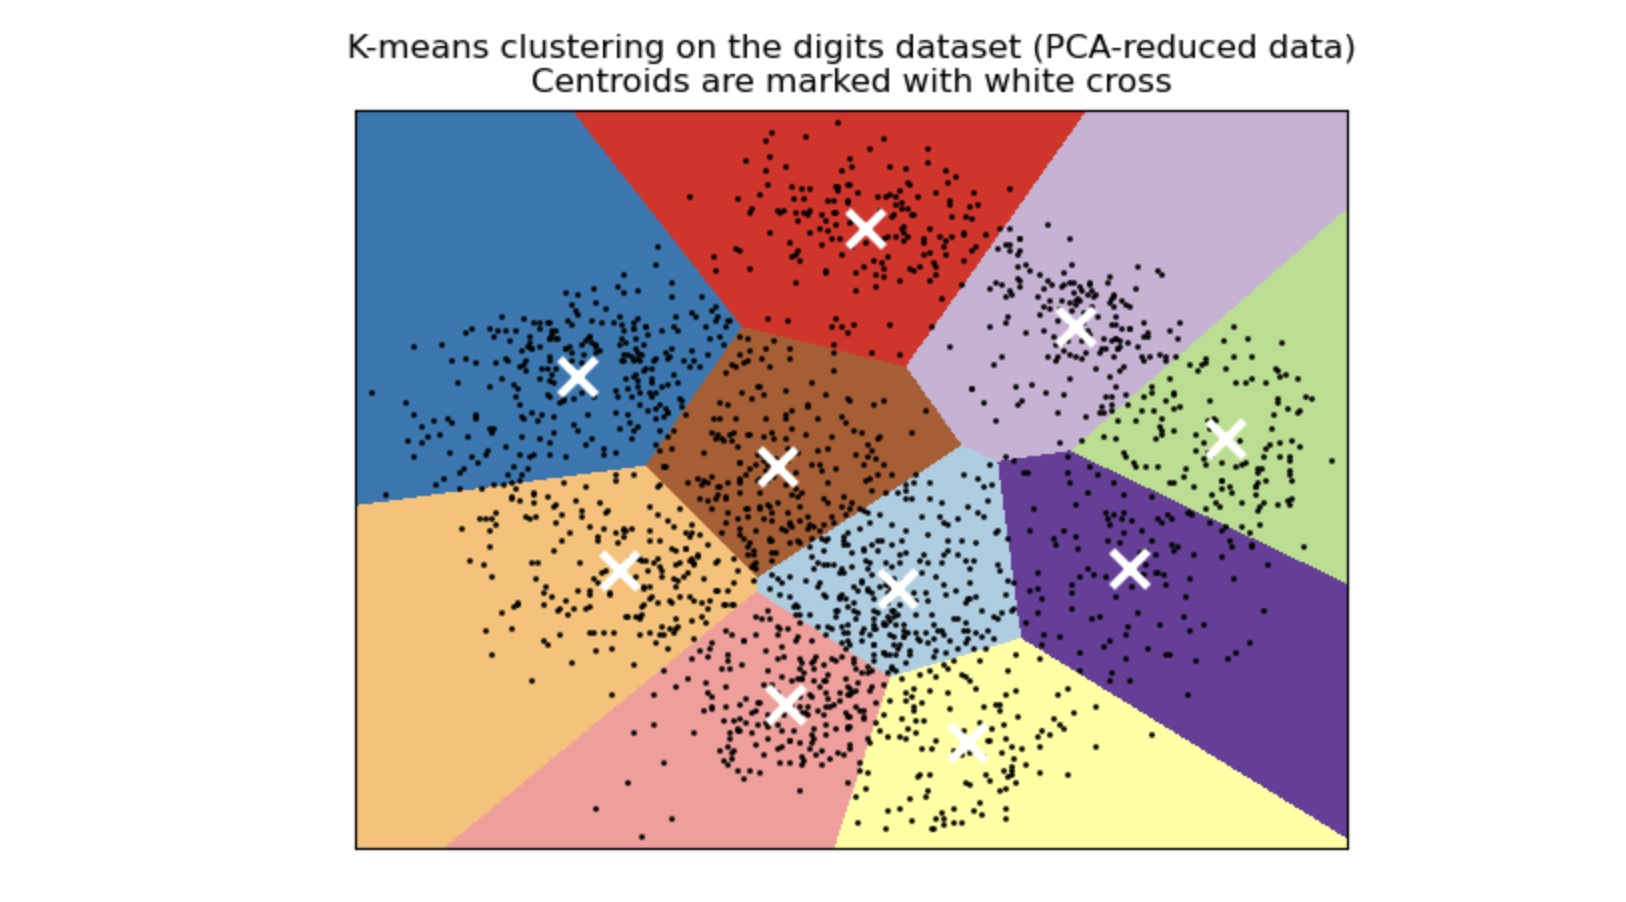 K-means clustering on the digits dataset (PCA-reduced data)
Centroids are marked with white cross